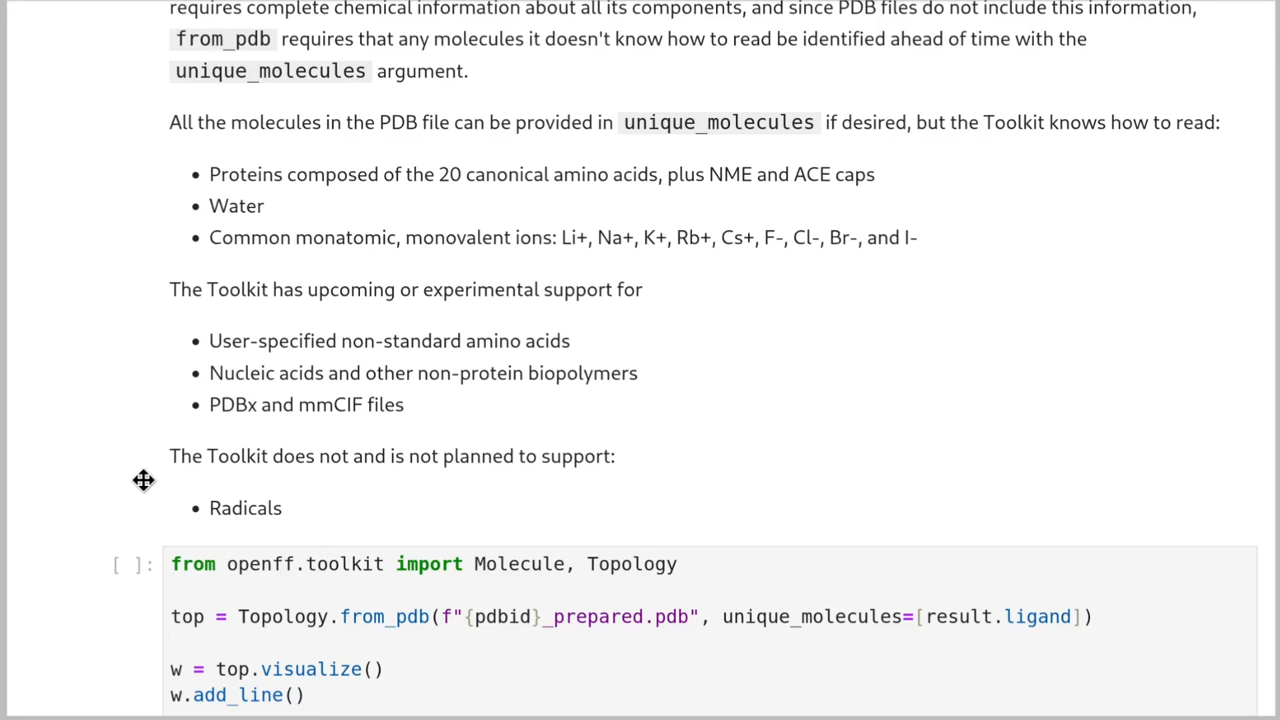 requires complete chemical information about all its components, and since PDB files do not include this information,
from_pdb requires that any molecules it doesn't know how to read be identified ahead of time with the
unique_molecules argument.
All the molecules in the PDB file can be provided in unique_molecules if desired, but the Toolkit knows how to read:
• Proteins composed of the 20 canonical amino acids, plus NME and ACE caps
• Water
• Common monatomic, monovalent ions: Li+, Na+, K+, Rb+, Cs+, F-, Cl-, Br-, and I-
The Toolkit has upcoming or experimental support for
• User-specified non-standard amino acids
• Nucleic acids and other non-protein biopolymers
• PDBx and mmCIF files
The Toolkit does not and is not planned to support:
• Radicals
[ ]: from openff.toolkit import Molecule, Topology
top = Topology.from_pdb(f"{pdbid}_prepared.pdb", unique_molecules=[result.ligand])
w = top.visualize()
w.add_line()